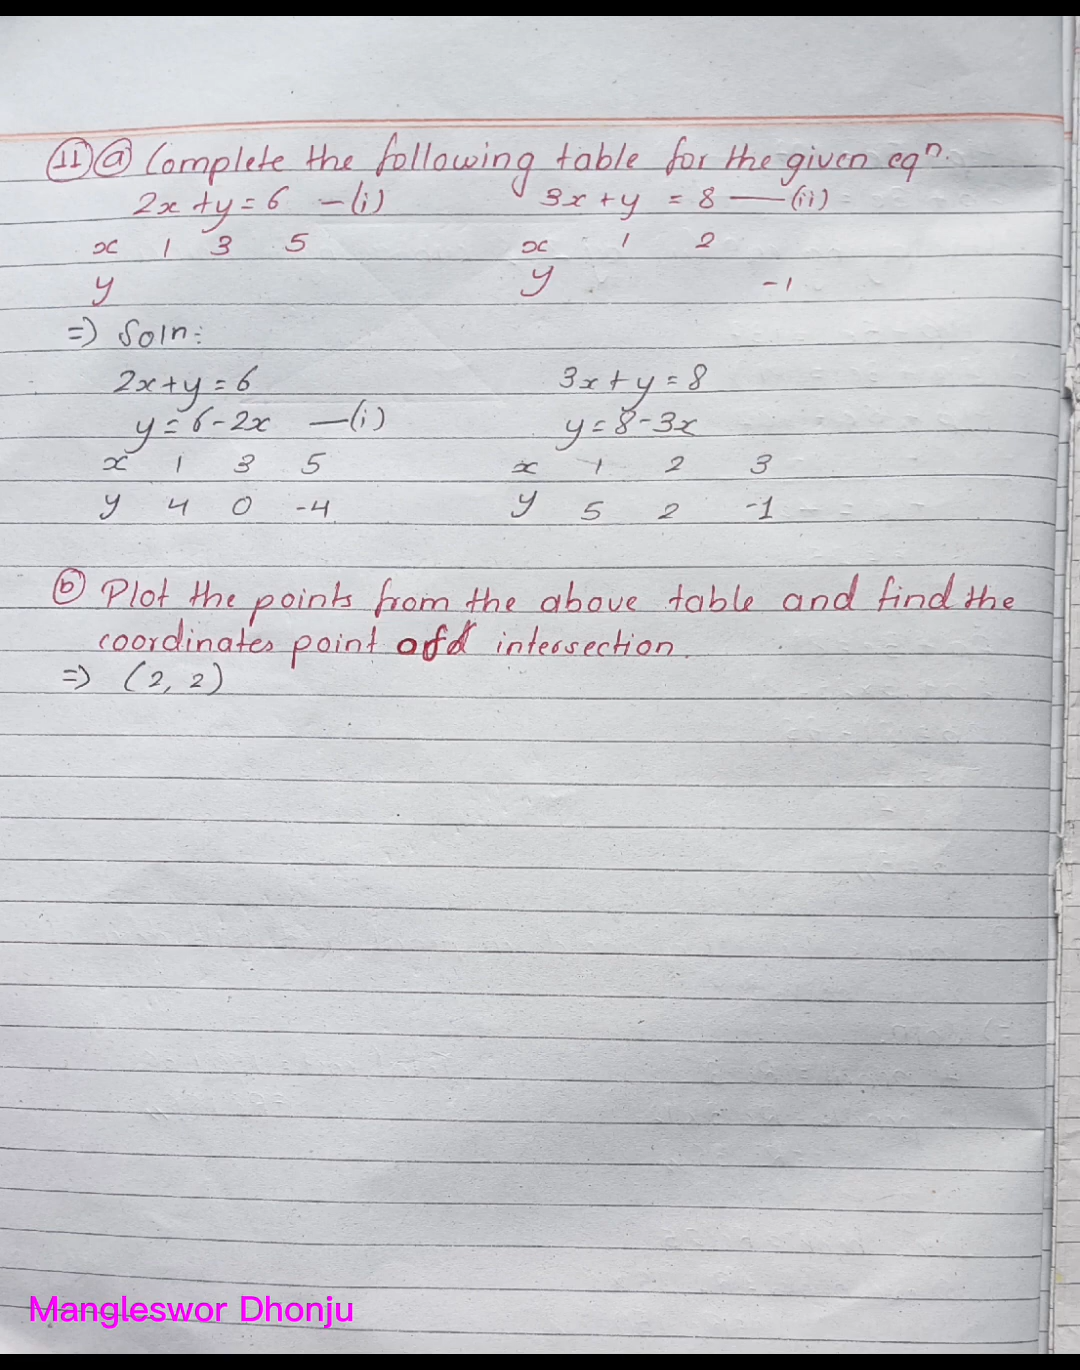 11) a) Complete the following table for the given eqⁿ.
2x + y = 6 — (i) 3x + y = 8 — (ii)
x 1 3 5 x 1 2
y y -1
=> Soln:
2x + y = 6 3x + y = 8
y = 6 - 2x — (i) y = 8 - 3x
x 1 3 5 x 1 2 3
y 4 0 -4 y 5 2 -1
b) Plot the points from the above table and find the
coordinates point of intersection.
=> (2, 2)
Mangleswor Dhonju